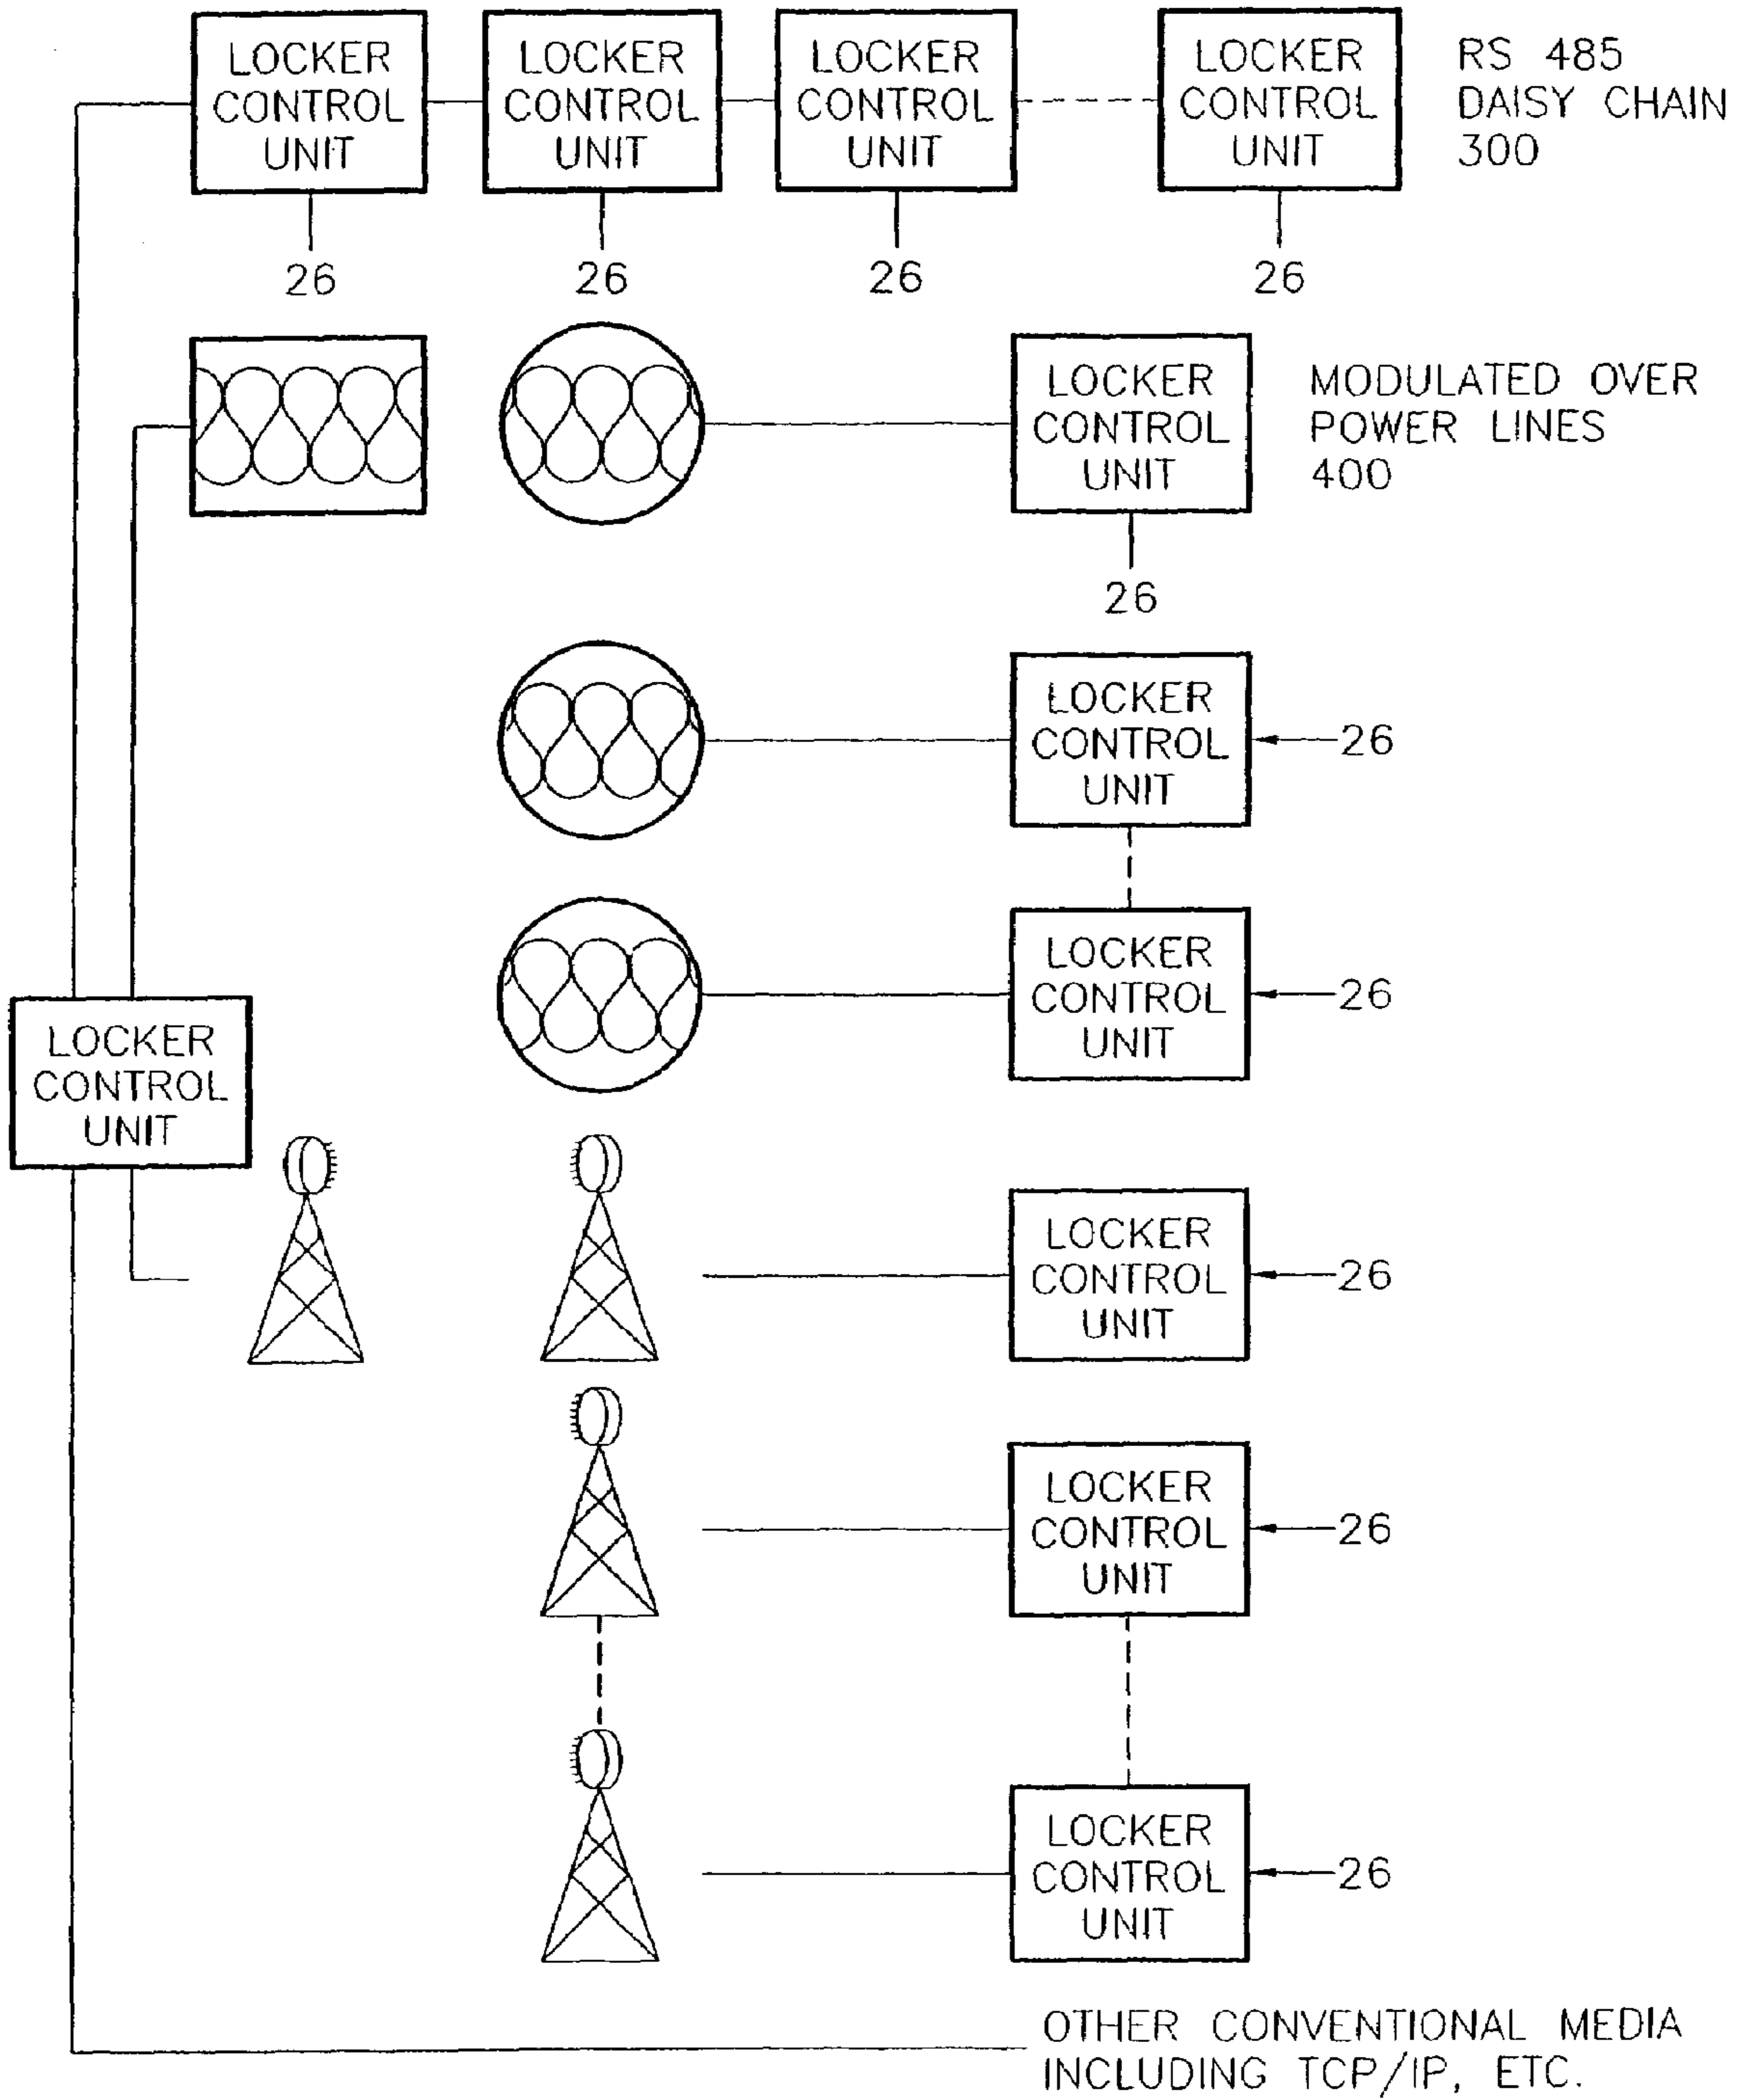 LOCKER
CONTROL
UNIT
LOCKER
CONTROL
UNIT
LOCKER
CONTROL
UNIT
LOCKER
CONTROL
UNIT
RS 485
DAISY CHAIN
300
26
26
26
26
LOCKER
CONTROL
UNIT
MODULATED OVER
POWER LINES
400
26
LOCKER
CONTROL
UNIT
26
LOCKER
CONTROL
UNIT
26
LOCKER
CONTROL
UNIT
LOCKER
CONTROL
UNIT
26
LOCKER
CONTROL
UNIT
26
LOCKER
CONTROL
UNIT
26
OTHER CONVENTIONAL MEDIA
INCLUDING TCP/IP, ETC.